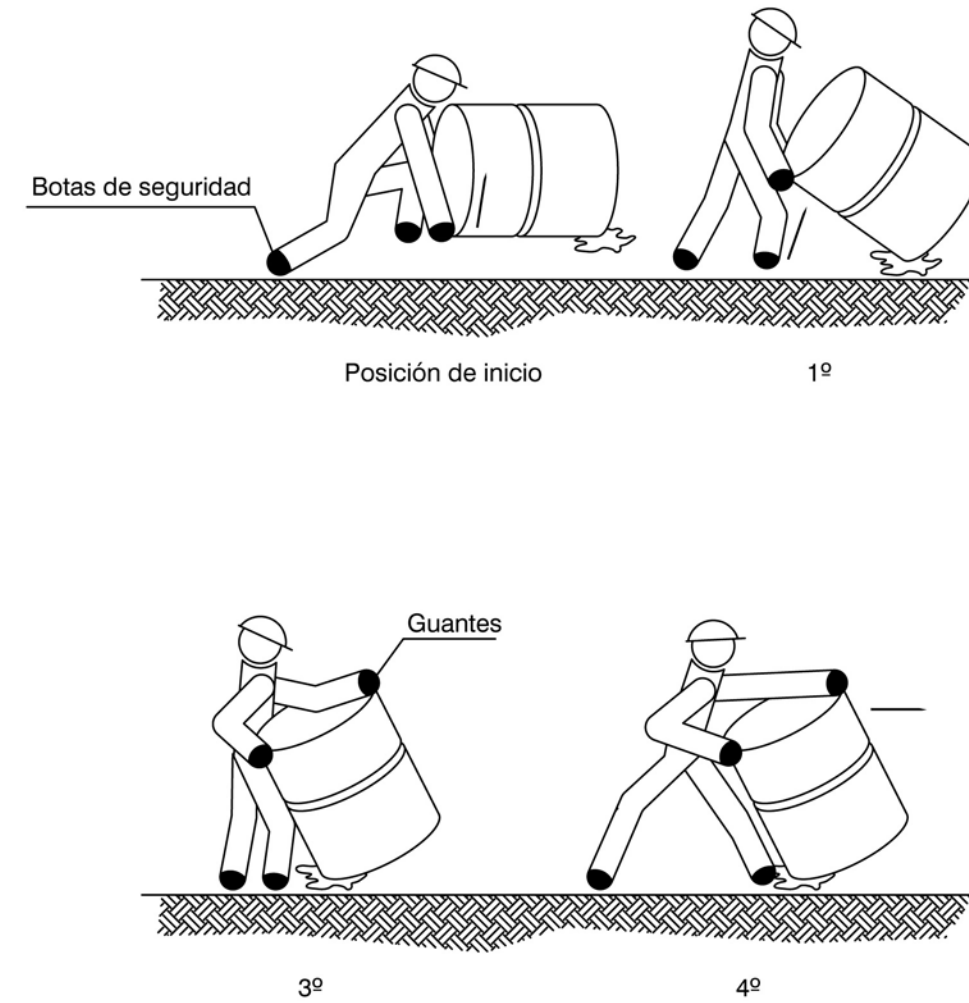 Botas de seguridad
Posición de inicio
1º
Guantes
3º
4º